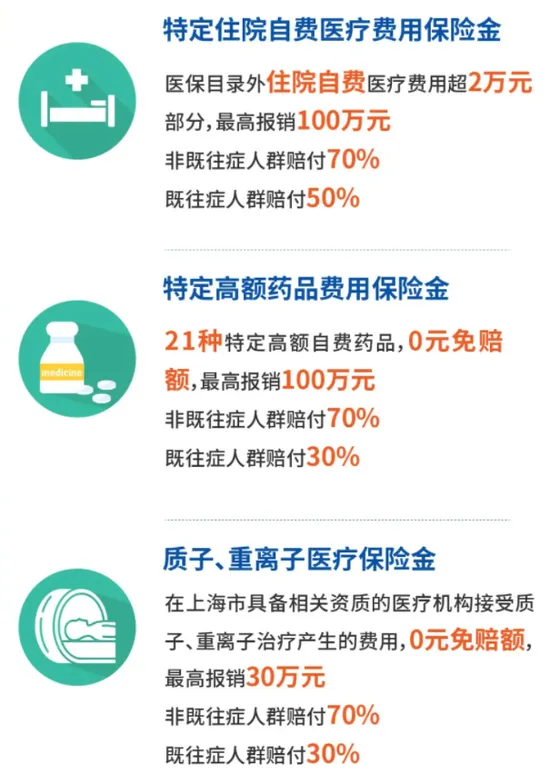 特定住院自费医疗费用保险金
医保目录外住院自费医疗费用超2万元
部分，最高报销100万元
非既往症人群赔付70%
既往症人群赔付50%
特定高额药品费用保险金
medicine
21种特定高额自费药品，0元免赔
额，最高报销100万元
非既往症人群赔付70%
既往症人群赔付30%
质子、重离子医疗保险金
在上海市具备相关资质的医疗机构接受质
子、重离子治疗产生的费用，0元免赔额，
最高报销30万元
非既往症人群赔付70%
既往症人群赔付30%